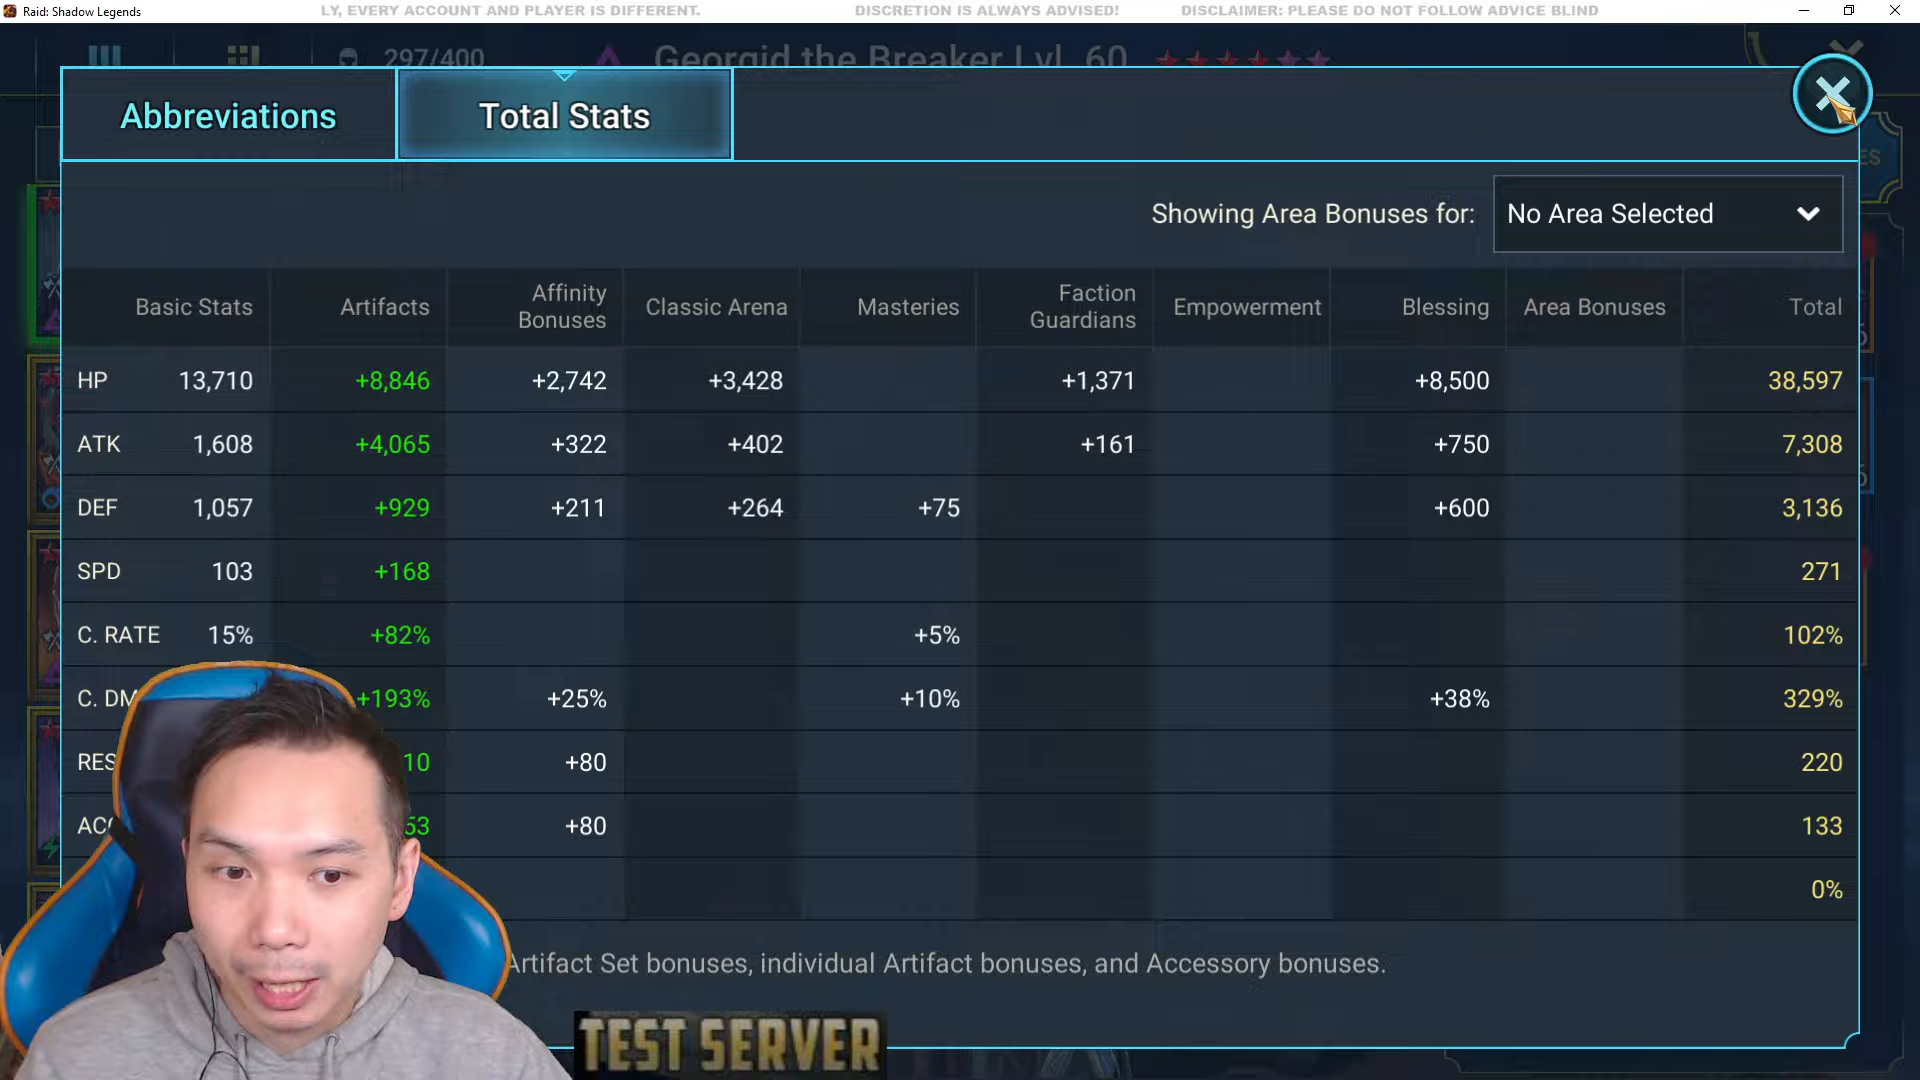 Raid: Shadow Legends
LY, EVERY ACCOUNT AND PLAYER IS DIFFERENT. DISCRETION IS ALWAYS ADVISED! DISCLAIMER: PLEASE DO NOT FOLLOW ADVICE BLIND
297/400 Georgid the Breaker Lvl 60
Abbreviations Total Stats
ES
Showing Area Bonuses for: No Area Selected
Basic Stats Artifacts Affinity Bonuses Classic Arena Masteries Faction Guardians Empowerment Blessing Area Bonuses Total
HP 13,710 +8,846 +2,742 +3,428 +1,371 +8,500 38,597
ATK 1,608 +4,065 +322 +402 +161 +750 7,308
DEF 1,057 +929 +211 +264 +75 +600 3,136
SPD 103 +168 271
C. RATE 15% +82% +5% 102%
C. DM +193% +25% +10% +38% 329%
RES 10 +80 220
ACC 53 +80 133
0%
Artifact Set bonuses, individual Artifact bonuses, and Accessory bonuses.
TEST SERVER